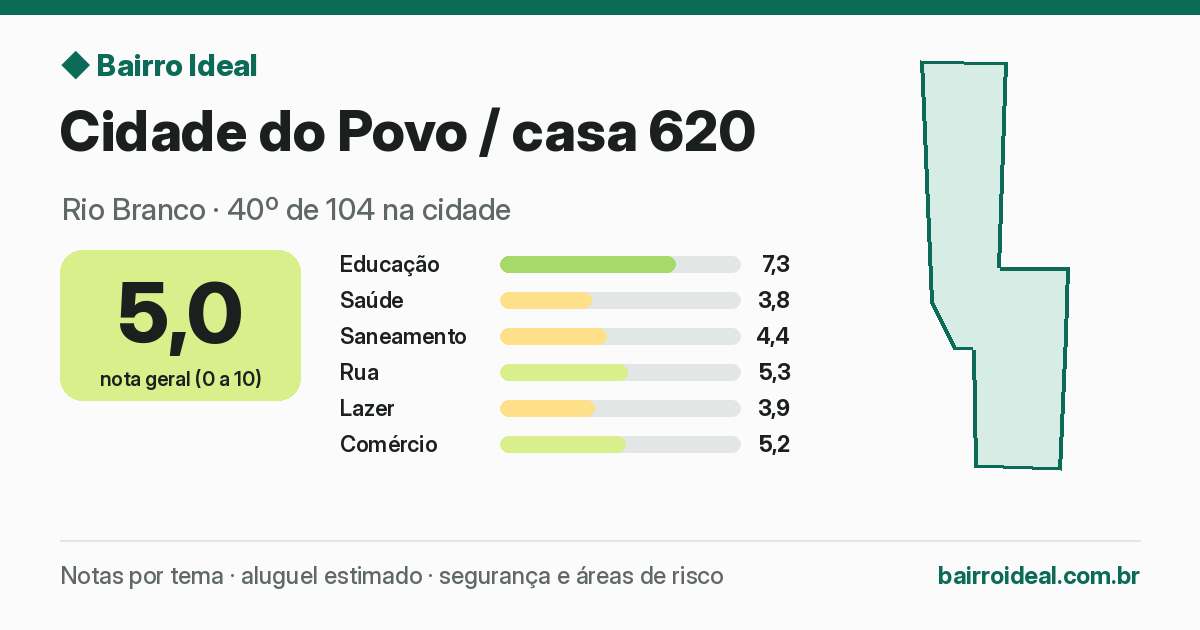 Bairro Ideal
Cidade do Povo / casa 620
Rio Branco · 40º de 104 na cidade
5,0
nota geral (0 a 10)
Educação 7,3
Saúde 3,8
Saneamento 4,4
Rua 5,3
Lazer 3,9
Comércio 5,2
Notas por tema · aluguel estimado · segurança e áreas de risco
bairroideal.com.br